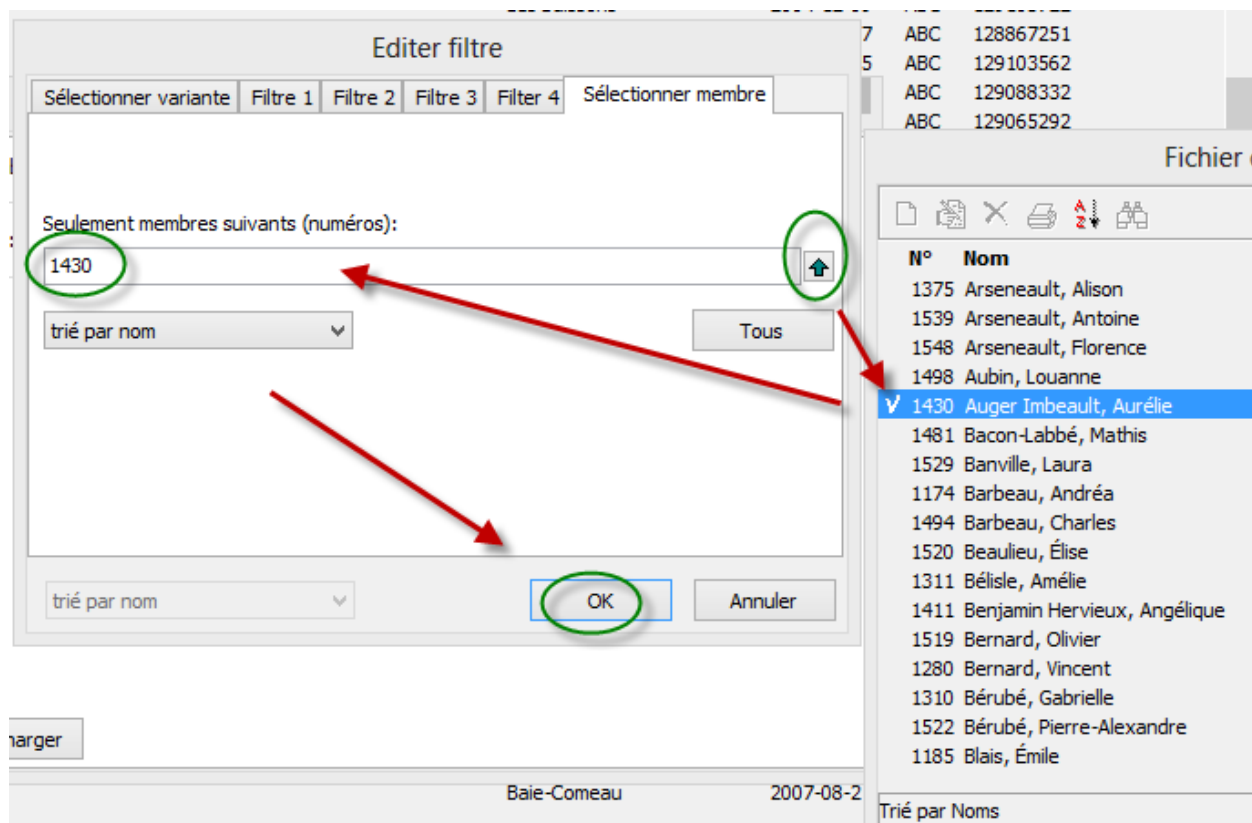 7 ABC 128867251
5 ABC 129103562
ABC 129088332
ABC 129065292
Editer filtre
Sélectionner variante Filtre 1 Filtre 2 Filtre 3 Filter 4 Sélectionner membre
Seulement membres suivants (numéros):
1430
trié par nom Tous
trié par nom OK Annuler
Fichier
N° Nom
1375 Arseneault, Alison
1539 Arseneault, Antoine
1548 Arseneault, Florence
1498 Aubin, Louanne
V 1430 Auger Imbeault, Aurélie
1481 Bacon-Labbé, Mathis
1529 Banville, Laura
1174 Barbeau, Andréa
1494 Barbeau, Charles
1520 Beaulieu, Élise
1311 Bélisle, Amélie
1411 Benjamin Hervieux, Angélique
1519 Bernard, Olivier
1280 Bernard, Vincent
1310 Bérubé, Gabrielle
1522 Bérubé, Pierre-Alexandre
1185 Blais, Émile
Trié par Noms
arger
Baie-Comeau 2007-08-2